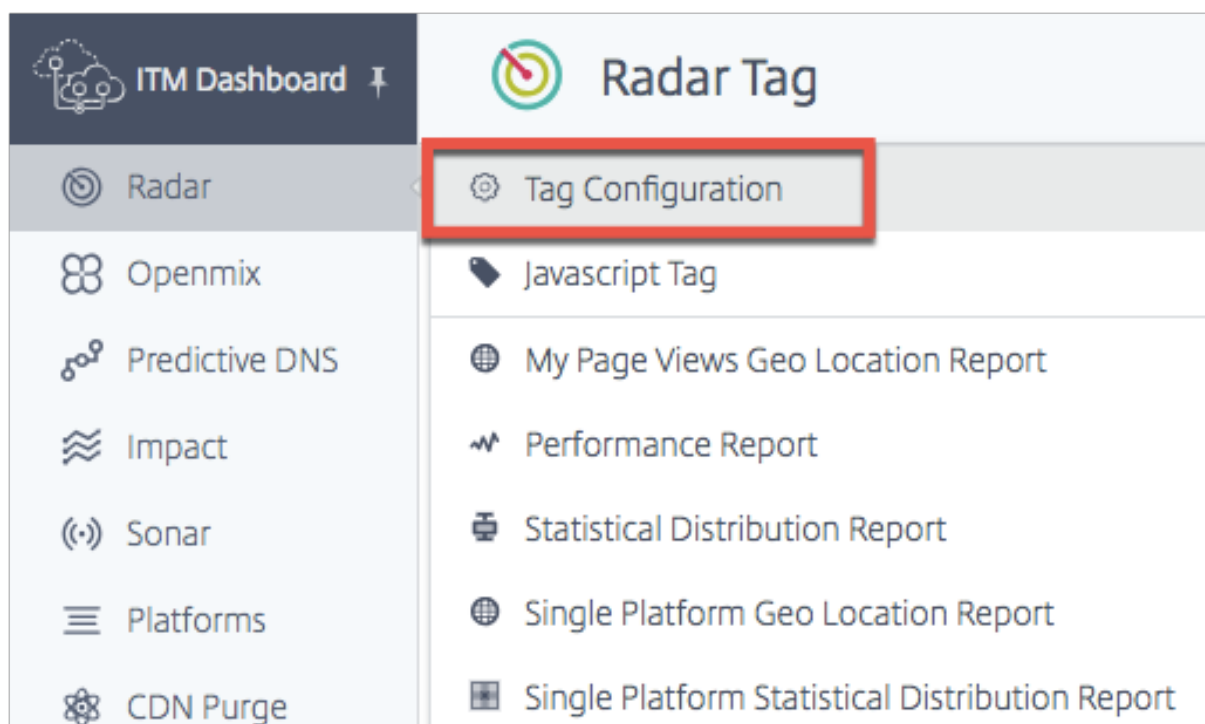 ITM Dashboard
Radar Tag
Radar
Openmix
Predictive DNS
Impact
Sonar
Platforms
CDN Purge
Tag Configuration
Javascript Tag
My Page Views Geo Location Report
Performance Report
Statistical Distribution Report
Single Platform Geo Location Report
Single Platform Statistical Distribution Report